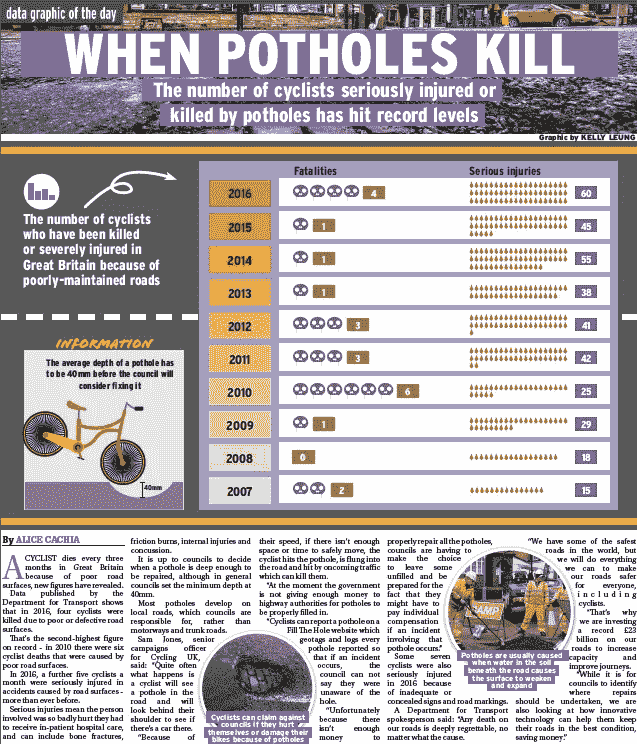 data graphic of the day
WHEN POTHOLES KILL
The number of cyclists seriously injured or
killed by potholes has hit record levels
Graphic by KELLY LEUNG
The number of cyclists
who have been killed
or severely injured in
Great Britain because of
poorly-maintained roads
INFORMATION
The average depth of a pothole has
to be 40mm before the council will
consider fixing it
40mm
Fatalities Serious injuries
2016 4 60
2015 1 45
2014 1 55
2013 1 38
2012 3 41
2011 3 42
2010 6 25
2009 1 29
2008 0 18
2007 2 15
By ALICE CACHIA
A CYCLIST dies every three
months in Great Britain
because of poor road
surfaces, new figures have revealed.
Data published by the
Department for Transport shows
that in 2016, four cyclists were
killed due to poor or defective road
surfaces.
That's the second-highest figure
on record - in 2010 there were six
cyclist deaths that were caused by
poor road surfaces.
In 2016, a further five cyclists a
month were seriously injured in
accidents caused by road surfaces -
more than ever before.
Serious injuries mean the person
involved was so badly hurt they had
to receive in-patient hospital care,
and can include bone fractures,
friction burns, internal injuries and
concussion.
It is up to councils to decide
when a pothole is deep enough to
be repaired, although in general
councils set the minimum depth at
40mm.
Most potholes develop on
local roads, which councils are
responsible for, rather than
motorways and trunk roads.
Sam Jones, senior
campaigns officer
for Cycling UK,
said: "Quite often
what happens is
a cyclist will see
a pothole in the
road and will
look behind their
shoulder to see if
there's a car there.
"Because of
their speed, if there isn't enough
space or time to safely move, the
cyclist hits the pothole, is flung into
the road and hit by oncoming traffic
which can kill them.
"At the moment the government
is not giving enough money to
highway authorities for potholes to
be properly filled in.
"Cyclists can report a pothole on a
Fill The Hole website which
geotags and logs every
pothole reported so
that if an incident
occurs, the
council can not
say they were
unaware of the
hole.
"Unfortunately
because there
isn't enough
money to
Cyclists can claim against
councils if they hurt
themselves or damage their
bikes because of potholes
properly repair all the potholes,
councils are having to
make the choice
to leave some
unfilled and be
prepared for the
fact that they
might have to
pay individual
compensation
if an incident
involving that
pothole occurs."
Some seven
cyclists were also
seriously injured
in 2016 because
of inadequate or
concealed signs and road markings.
A Department for Transport
spokesperson said: "Any death on
our roads is deeply regrettable, no
matter what the cause.
RAMP
Potholes are usually caused
when water in the soil
beneath the road causes
the surface to weaken
and expand
"We have some of the safest
roads in the world, but
we will do everything
we can to make
our roads safer
for everyone,
including
cyclists.
"That's why
we are investing
a record £23
billion on our
roads to increase
capacity and
improve journeys.
"While it is for
councils to identify
where repairs
should be undertaken, we are
also looking at how innovative
technology can help them keep
their roads in the best condition,
saving money."